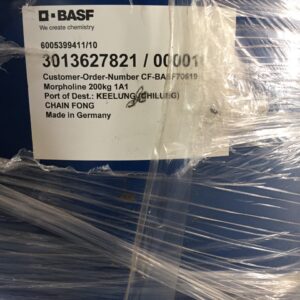 BASF
We create chemistry
6005399411/10
3013627821 / 00001
Customer-Order-Number CF-BASF70619
Morpholine 200kg 1A1
Port of Dest.: KEELUNG (CHILUNG)
CHAIN FONG
Made in Germany